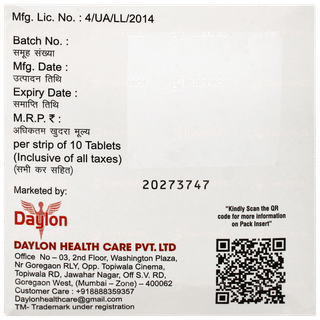 Mfg. Lic. No. : 4/UA/LL/2014
Batch No. :
समूह संख्या
Mfg. Date :
उत्पादन तिथि
Expiry Date :
समाप्ति तिथि
M.R.P. ₹ :
अधिकतम खुदरा मूल्य
per strip of 10 Tablets
(Inclusive of all taxes)
(सभी कर सहित)
20273747
Marketed by:
Daylon
"Kindly Scan the QR
code for more information
on Pack Insert"
DAYLON HEALTH CARE PVT. LTD
Office No – 03, 2nd Floor, Washington Plaza,
Nr Goregaon RLY, Opp. Topiwala Cinema,
Topiwala RD, Jawahar Nagar, Off S.V. RD,
Goregaon West, (Mumbai - Zone) - 400062
Customer Care : +918888359357
Daylonhealthcare@gmail.com
TM- Trademark under registration